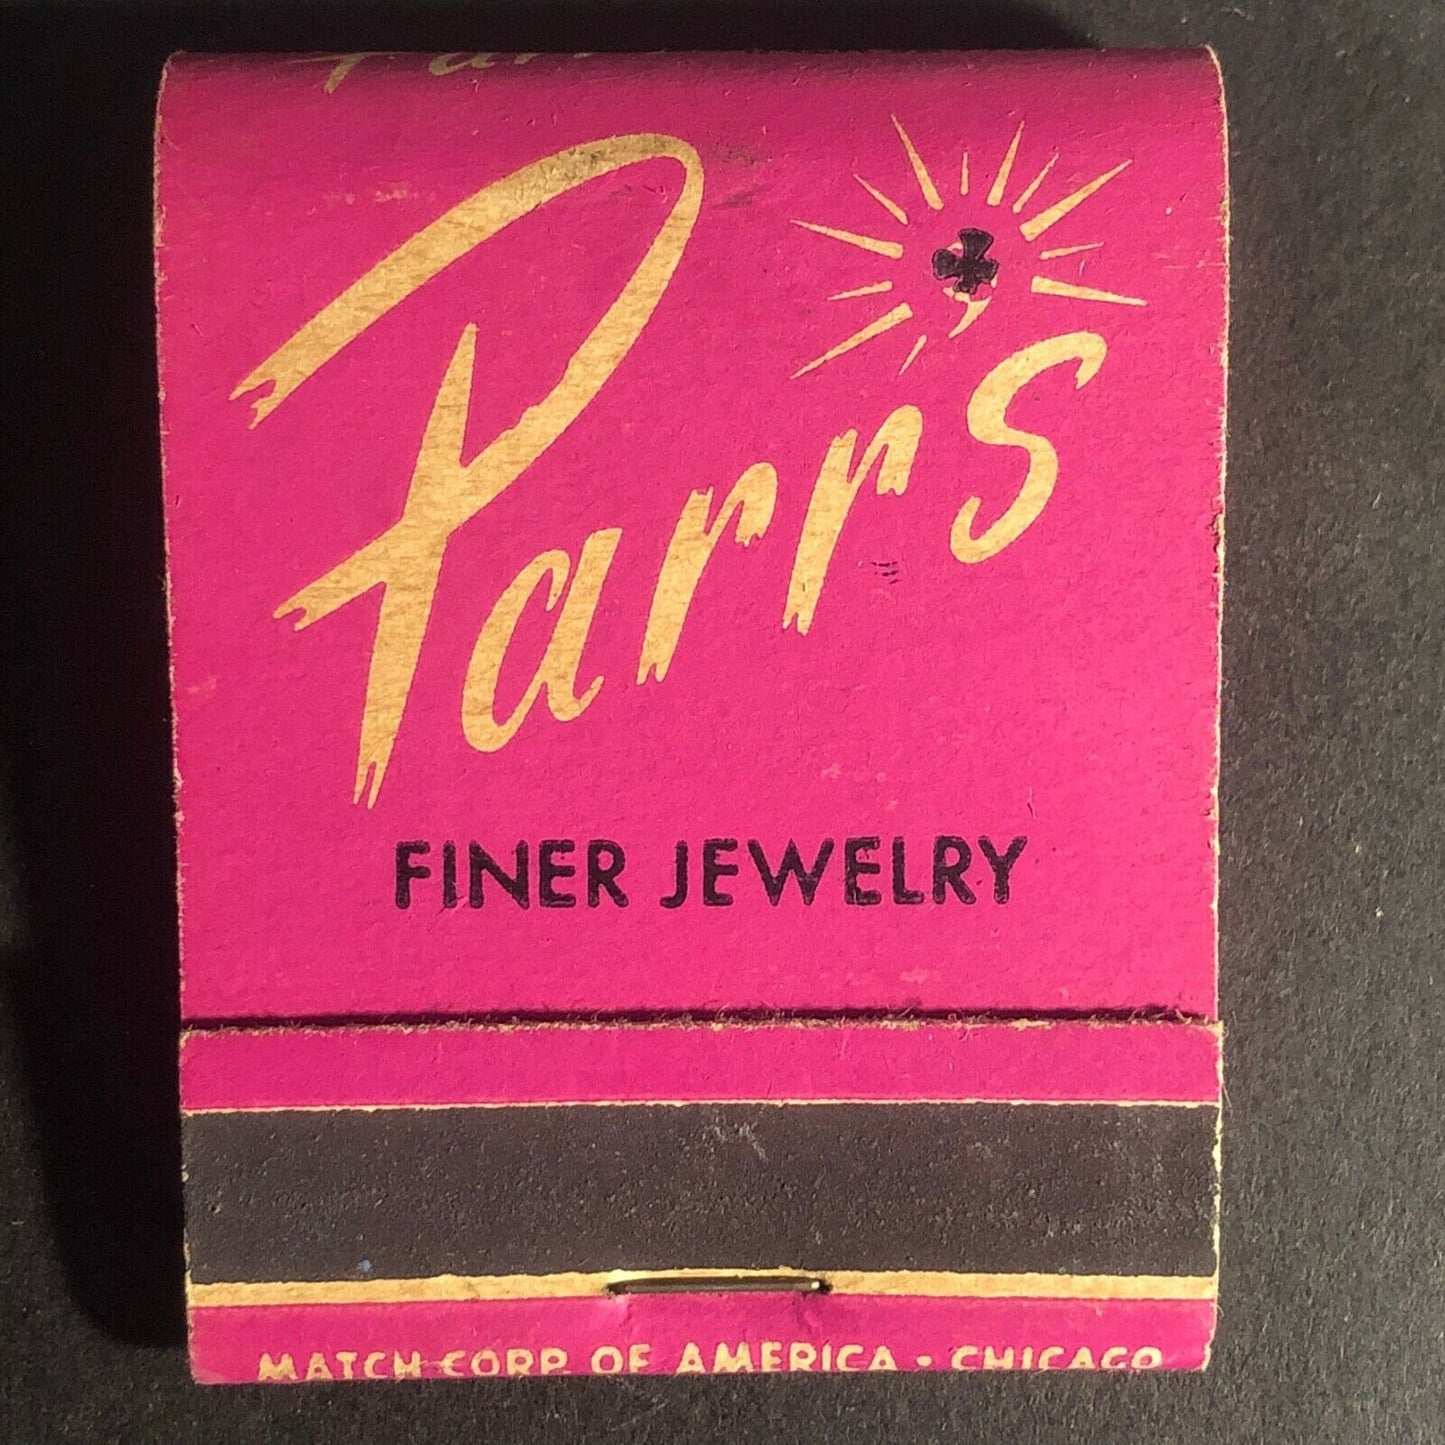 Parr's
FINER JEWELRY
MATCH CORP. OF AMERICA • CHICAGO